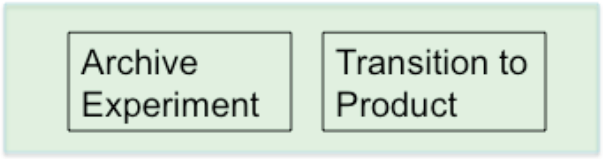 Archive
Experiment
Transition to
Product